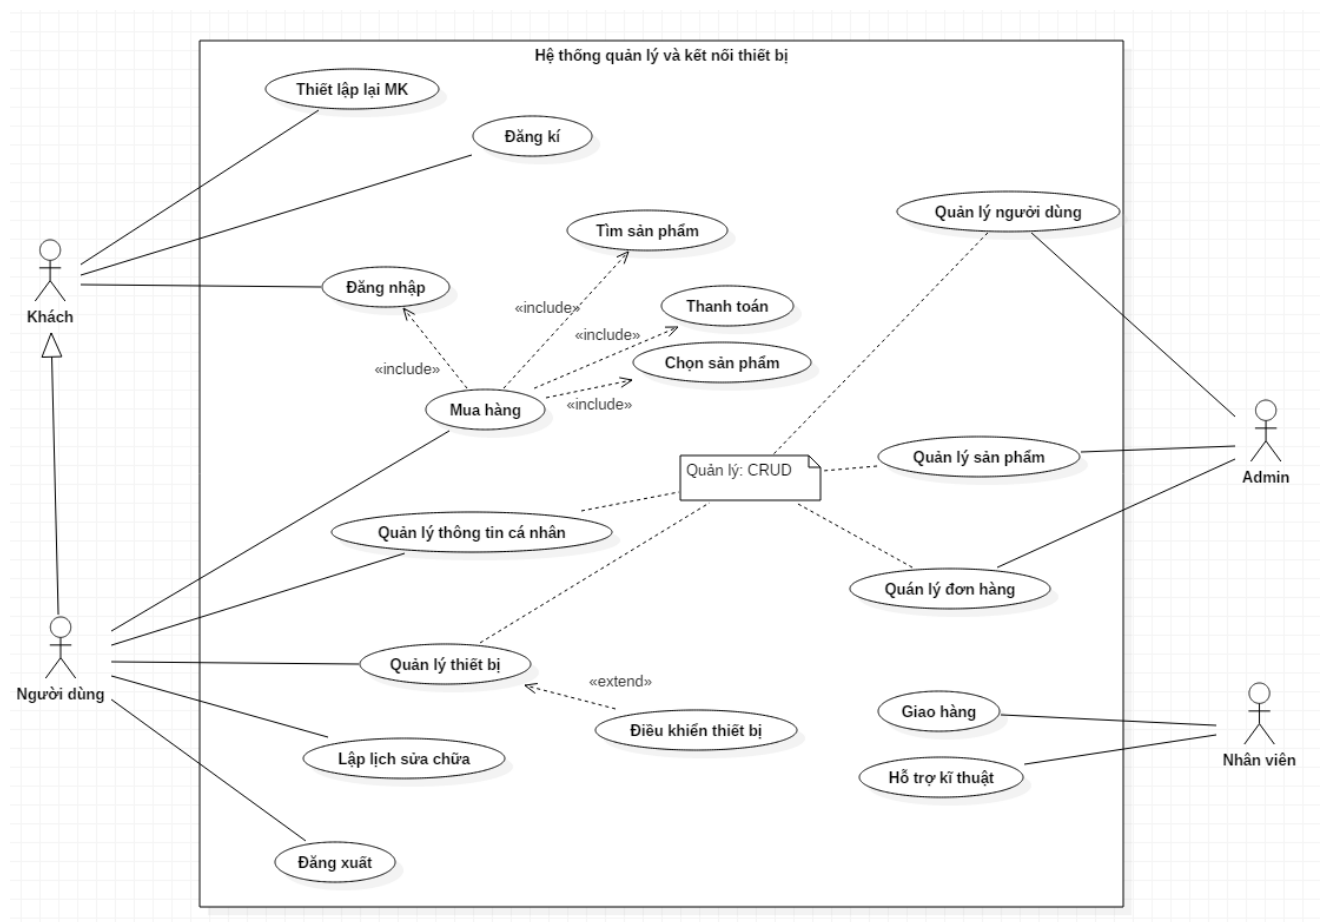 Hệ thống quản lý và kết nối thiết bị
Thiết lập lại MK
Đăng kí
Quản lý người dùng
Tìm sản phẩm
Đăng nhập
«include»
Thanh toán
Khách
«include»
Chọn sản phẩm
«include»
«include»
Mua hàng
Quản lý: CRUD
Quản lý sản phẩm
Admin
Quản lý thông tin cá nhân
Quán lý đơn hàng
Quản lý thiết bị
«extend»
Người dùng
Giao hàng
Điều khiển thiết bị
Lập lịch sửa chữa
Nhân viên
Hỗ trợ kĩ thuật
Đăng xuất